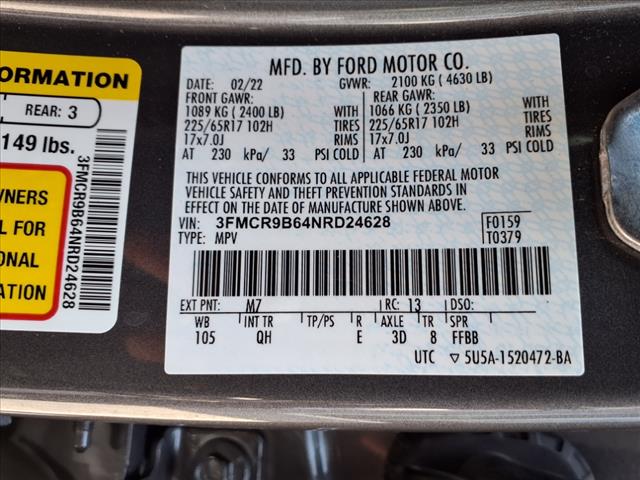 ORMATION
REAR: 3
149 lbs.
WNERS
L FOR
ONAL
ATION
3FMCR9B64NRD24628
MFD. BY FORD MOTOR CO.
DATE: 02/22 GVWR: 2100 KG ( 4630 LB)
FRONT GAWR: REAR GAWR:
1089 KG ( 2400 LB) 1066 KG ( 2350 LB)
225/65R17 102H TIRES 225/65R17 102H TIRES
17x7.0J RIMS 17x7.0J RIMS
AT 230 kPa/ 33 PSI COLD AT 230 kPa/ 33 PSI COLD
THIS VEHICLE CONFORMS TO ALL APPLICABLE FEDERAL MOTOR
VEHICLE SAFETY AND THEFT PREVENTION STANDARDS IN
EFFECT ON THE DATE OF MANUFACTURE SHOWN ABOVE.
VIN: 3FMCR9B64NRD24628 F0159
TYPE: MPV T0379
EXT PNT: M7 RC: 13 DSO:
WB INT TR TP/PS R AXLE TR SPR
105 QH E 3D 8 FFBB
UTC ▽ 5U5A-1520472-BA